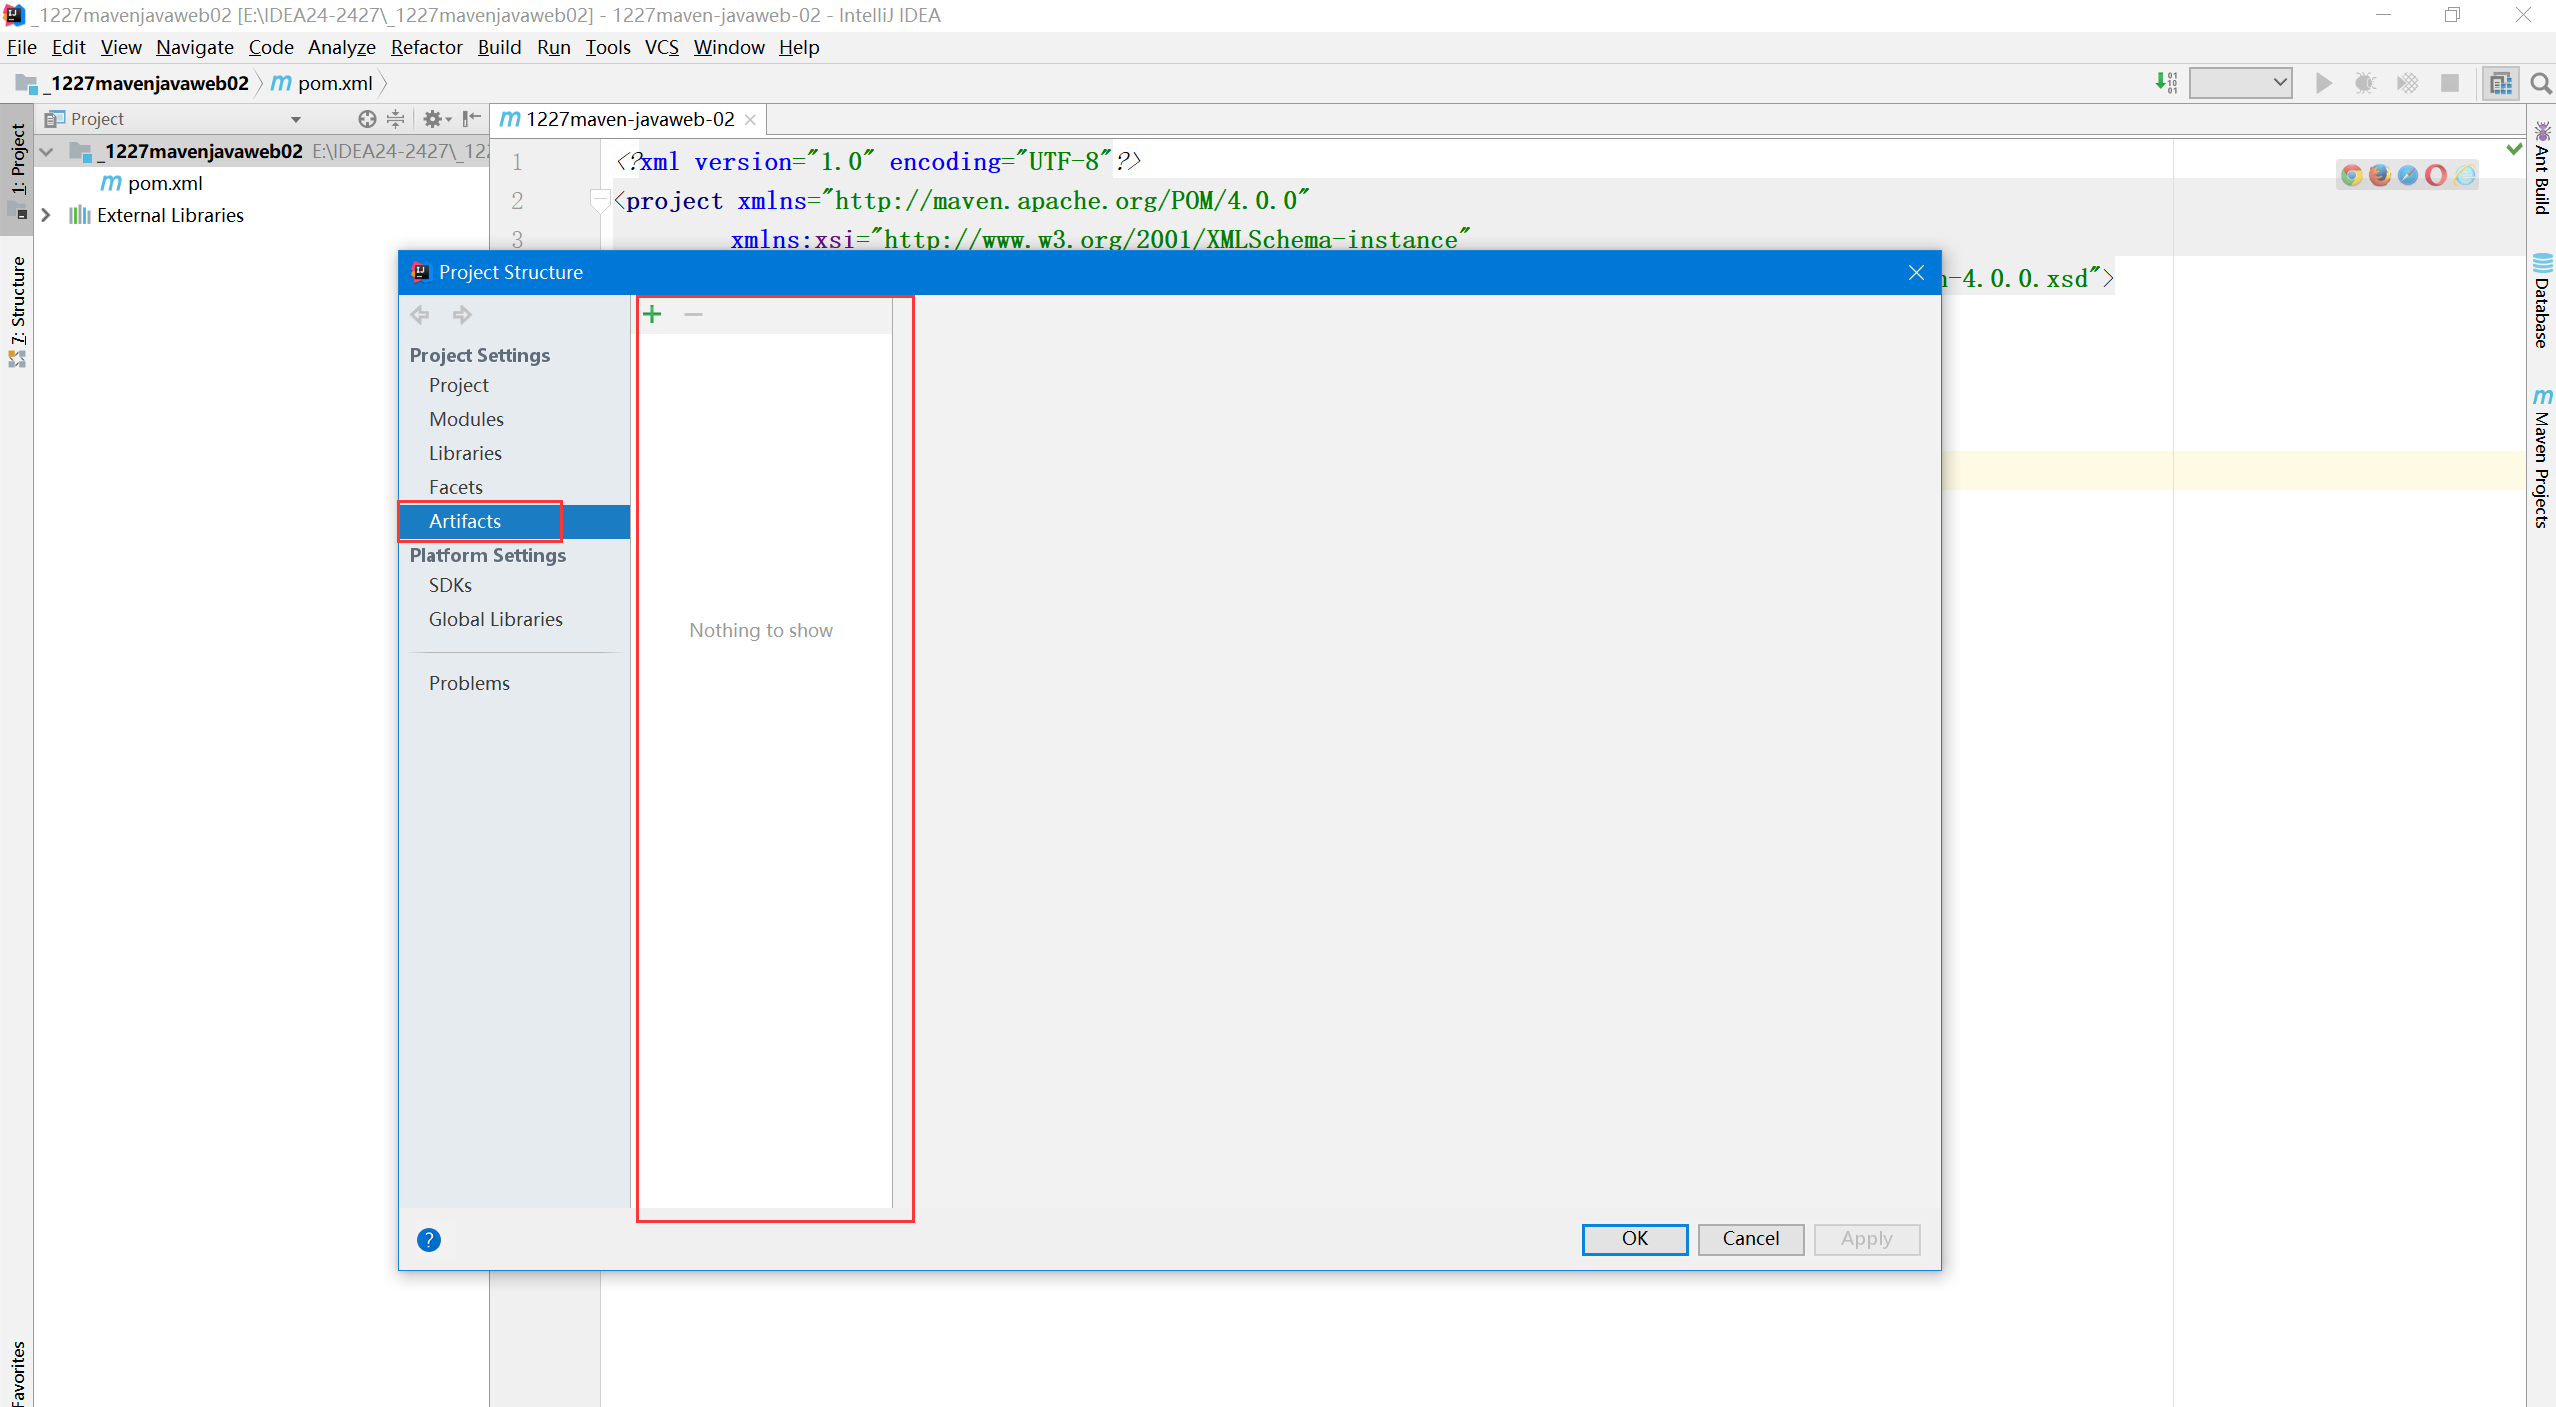 _1227mavenjavaweb02 [E:\IDEA24-2427\_1227mavenjavaweb02] - 1227maven-javaweb-02 - IntelliJ IDEA
File Edit View Navigate Code Analyze Refactor Build Run Tools VCS Window Help
_1227mavenjavaweb02 m pom.xml
Project
m 1227maven-javaweb-02
1: Project
_1227mavenjavaweb02 E:\IDEA24-2427\_122
m pom.xml
External Libraries
7: Structure
Favorites
1 <?xml version="1.0" encoding="UTF-8"?>
2 <project xmlns="http://maven.apache.org/POM/4.0.0"
3 xmlns:xsi="http://www.w3.org/2001/XMLSchema-instance"
-4.0.0.xsd">
Project Structure
Project Settings
Project
Modules
Libraries
Facets
Artifacts
Platform Settings
SDKs
Global Libraries
Problems
Nothing to show
?
OK
Cancel
Apply
Ant Build
Database
m Maven Projects